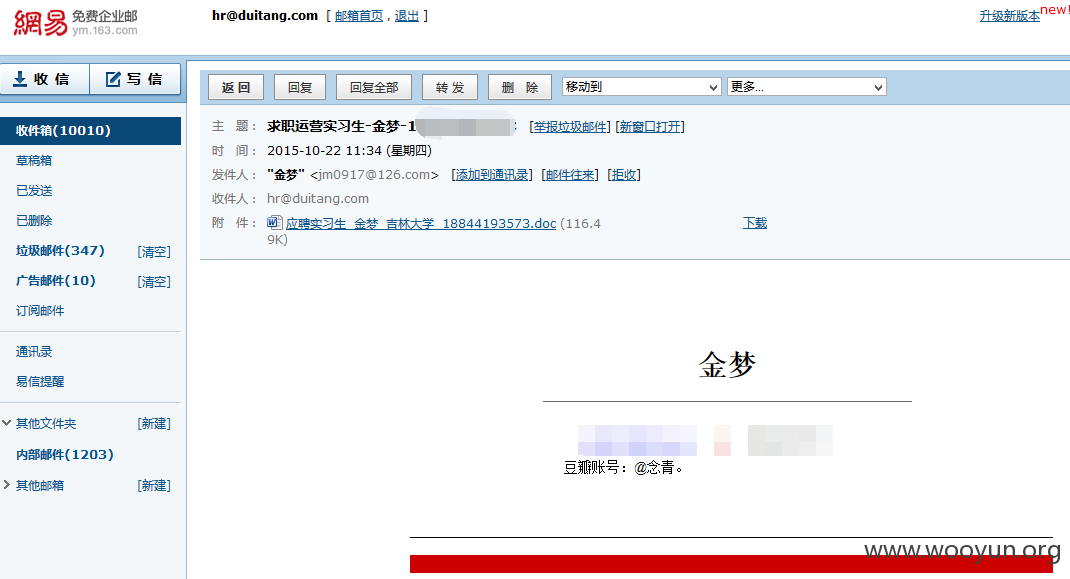 網易 免费企业邮
ym.163.com
hr@duitang.com [ 邮箱首页 , 退出 ]
升级新版本 new!
收 信 写 信
返 回 回复 回复全部 转 发 删 除 移动到 更多...
收件箱(10010)
草稿箱
已发送
已删除
垃圾邮件(347) [清空]
广告邮件(10) [清空]
订阅邮件
通讯录
易信提醒
其他文件夹 [新建]
内部邮件(1203)
其他邮箱 [新建]
主 题: 求职运营实习生-金梦-1 [举报垃圾邮件] [新窗口打开]
时 间: 2015-10-22 11:34 (星期四)
发件人: "金梦" <jm0917@126.com> [添加到通讯录] [邮件往来] [拒收]
收件人: hr@duitang.com
附 件: 应聘实习生_金梦_吉林大学_18844193573.doc (116.4
9K) 下载
金梦
豆瓣账号：@念青。
www.wooyun.org